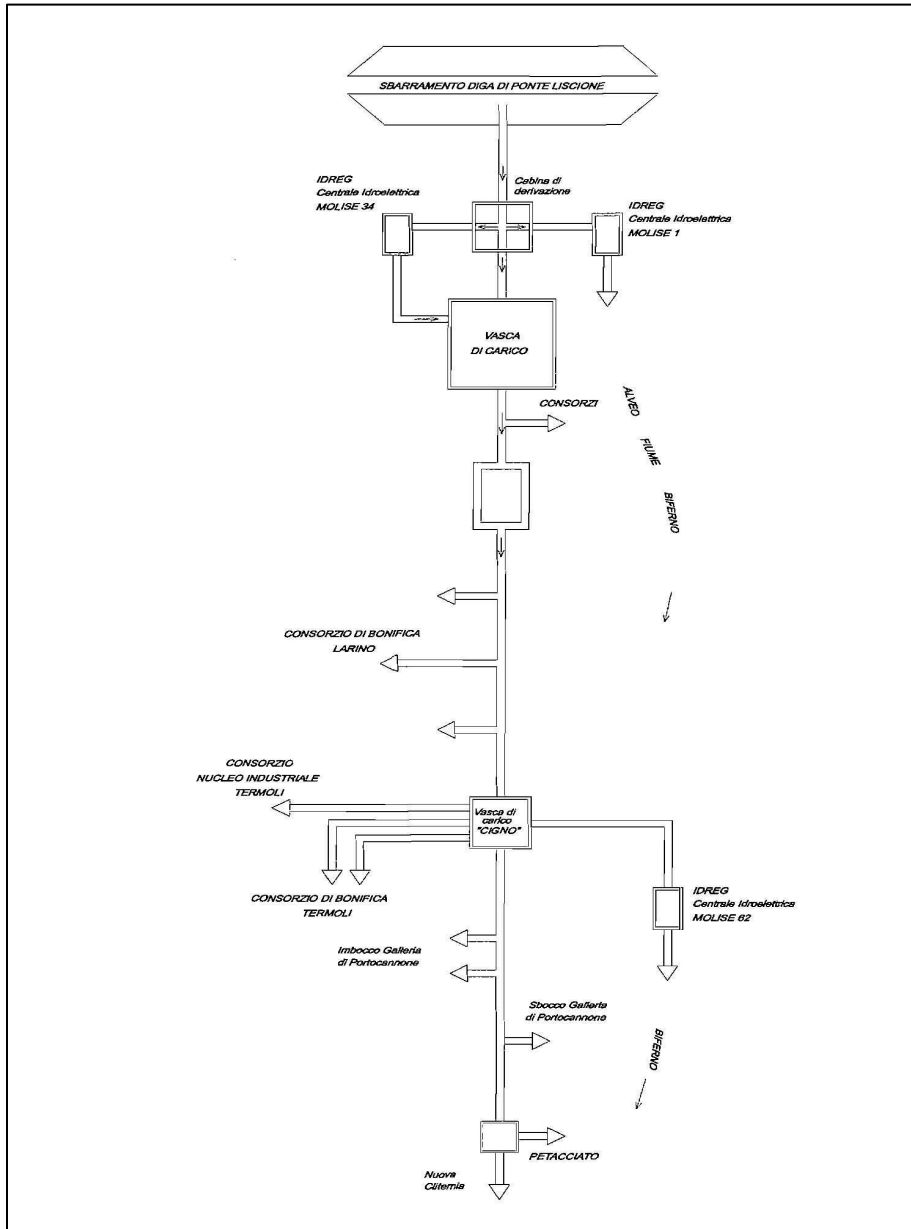 SBARRAMENTO DIGA DI PONTE LISCIONE
IDREG
Centrale Idroelettrica
MOLISE 34
Cabina di
derivazione
IDREG
Centrale Idroelettrica
MOLISE 1
VASCA
DI CARICO
CONSORZI
ALVEO
FIUME
BIFERNO
CONSORZIO DI BONIFICA
LARINO
CONSORZIO
NUCLEO INDUSTRIALE
TERMOLI
Vasca di
carico
"CIGNO"
CONSORZIO DI BONIFICA
TERMOLI
IDREG
Centrale Idroelettrica
MOLISE 62
Imbocco Galleria
di Portocannone
Sbocco Galleria
di Portocannone
BIFERNO
PETACCIATO
Nuova
Cliternia